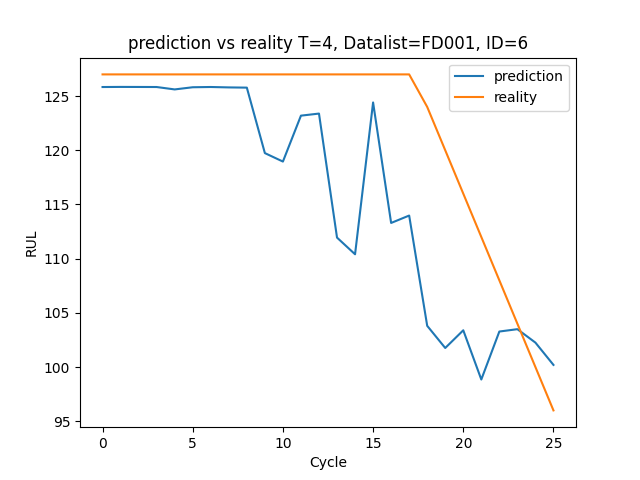 prediction vs reality T=4, Datalist=FD001, ID=6
prediction
reality
125
120
115
110
105
100
95
RUL
0 5 10 15 20 25
Cycle